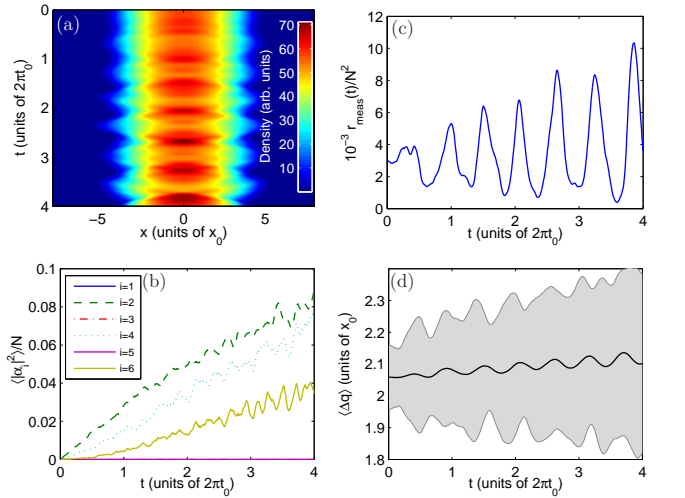 (a)
0
1
2
3
4
t (units of 2πt₀)
−5
0
5
x (units of x₀)
Density (arb. units)
70
60
50
40
30
20
10
(c)
12
10
8
6
4
2
0
10⁻³ r_meas(t)/N²
0
1
2
3
4
t (units of 2πt₀)
(b)
0.1
0.08
0.06
0.04
0.02
0
⟨|α_i|²⟩/N
i=1
i=2
i=3
i=4
i=5
i=6
0
1
2
3
4
t (units of 2πt₀)
(d)
2.3
2.2
2.1
2
1.9
1.8
⟨Δq⟩ (units of x₀)
0
1
2
3
4
t (units of 2πt₀)